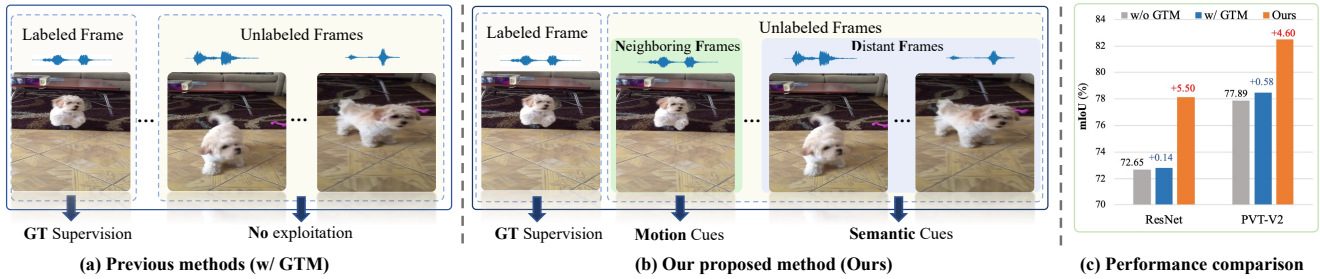 Labeled Frame
Unlabeled Frames
...
...
GT Supervision
No exploitation
(a) Previous methods (w/ GTM)
Unlabeled Frames
Labeled Frame
Neighboring Frames
Distant Frames
...
...
GT Supervision
Motion Cues
Semantic Cues
(b) Our proposed method (Ours)
w/o GTM
w/ GTM
Ours
mIoU (%)
84
82
80
78
76
74
72
70
72.65
+0.14
+5.50
77.89
+0.58
+4.60
ResNet
PVT-V2
(c) Performance comparison